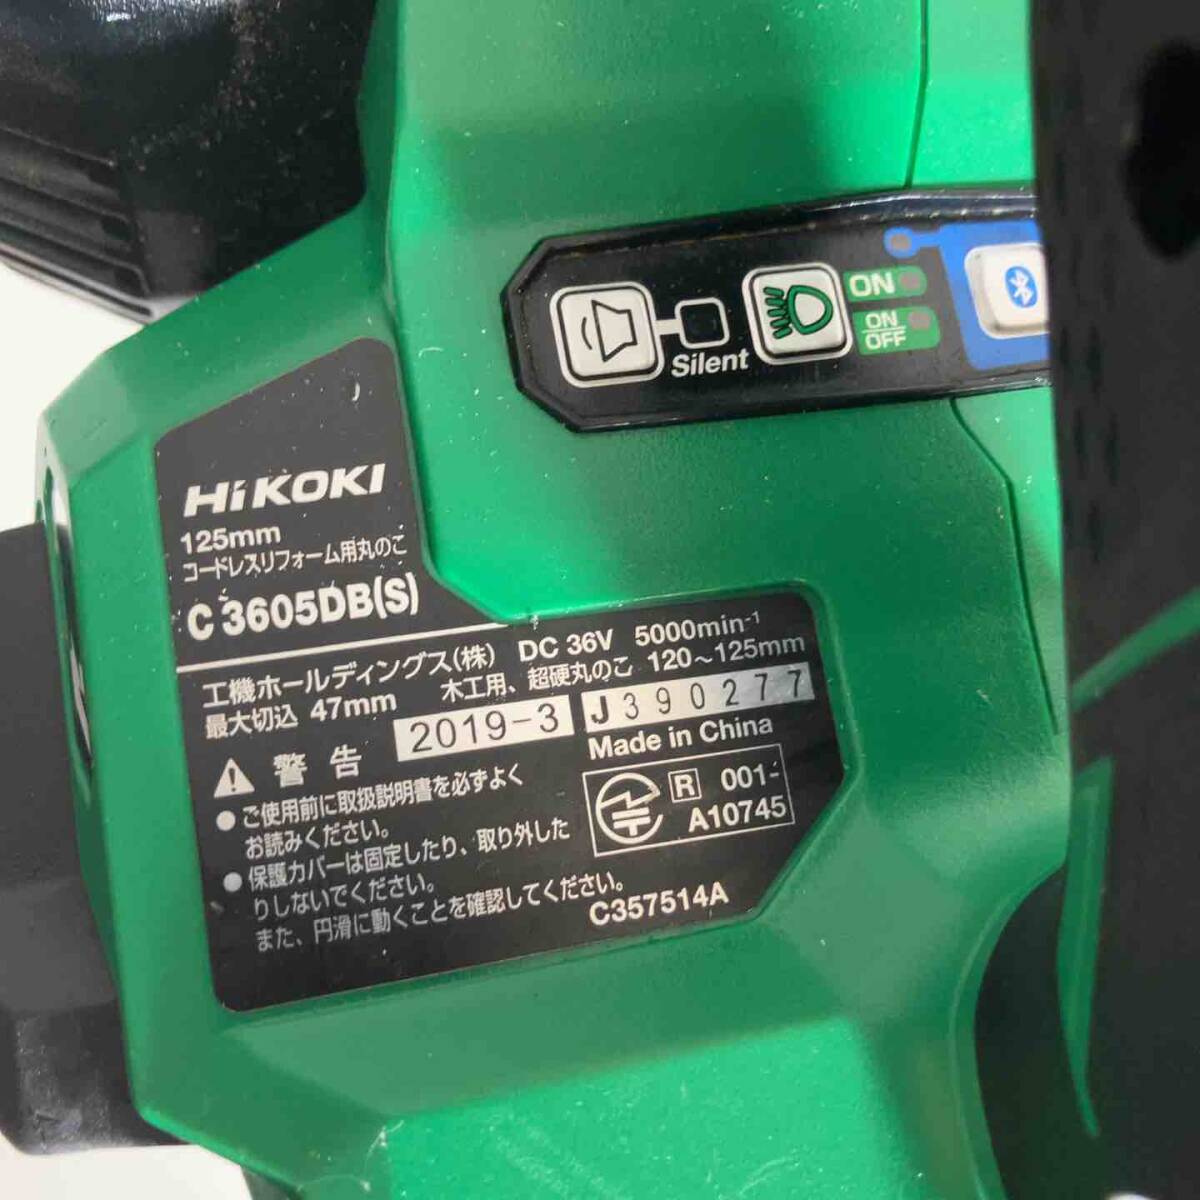 Silent
ON
ON
OFF
HiKOKI
125mm
コードレスリフォーム用丸のこ
C 3605DB(S)
工機ホールディングス(株) DC 36V 5000min⁻¹
最大切込 47mm 木工用、超硬丸のこ 120～125mm
2019-3 J390277
Made in China
警告
●ご使用前に取扱説明書を必ずよく
お読みください。
●保護カバーは固定したり、取り外した
りしないでください。
また、円滑に動くことを確認してください。
R 001-
A10745
C357514A